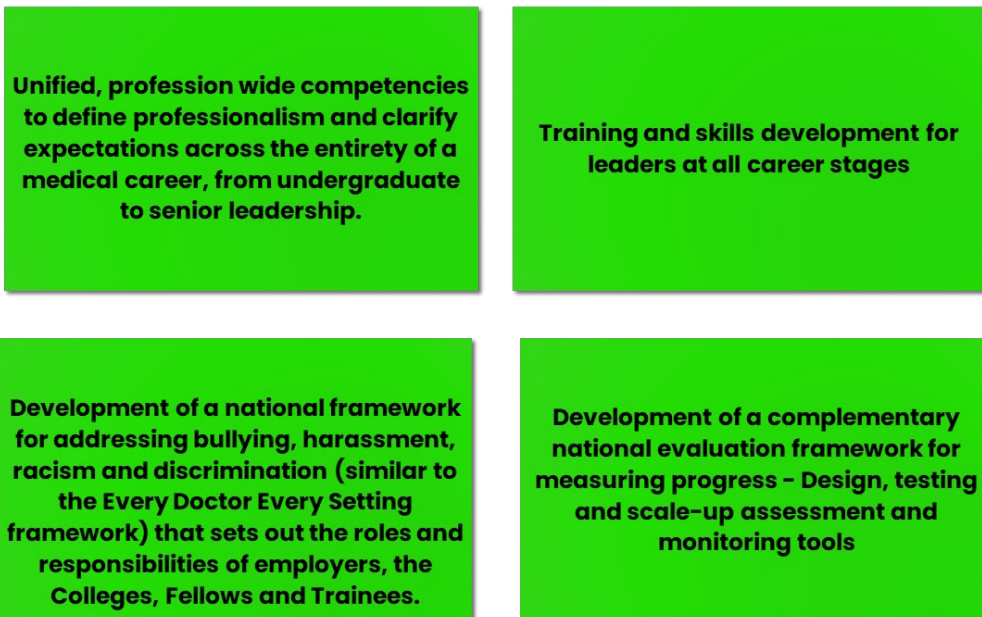 Unified, profession wide competencies
to define professionalism and clarify
expectations across the entirety of a
medical career, from undergraduate
to senior leadership.
Training and skills development for
leaders at all career stages
Development of a national framework
for addressing bullying, harassment,
racism and discrimination (similar to
the Every Doctor Every Setting
framework) that sets out the roles and
responsibilities of employers, the
Colleges, Fellows and Trainees.
Development of a complementary
national evaluation framework for
measuring progress - Design, testing
and scale-up assessment and
monitoring tools